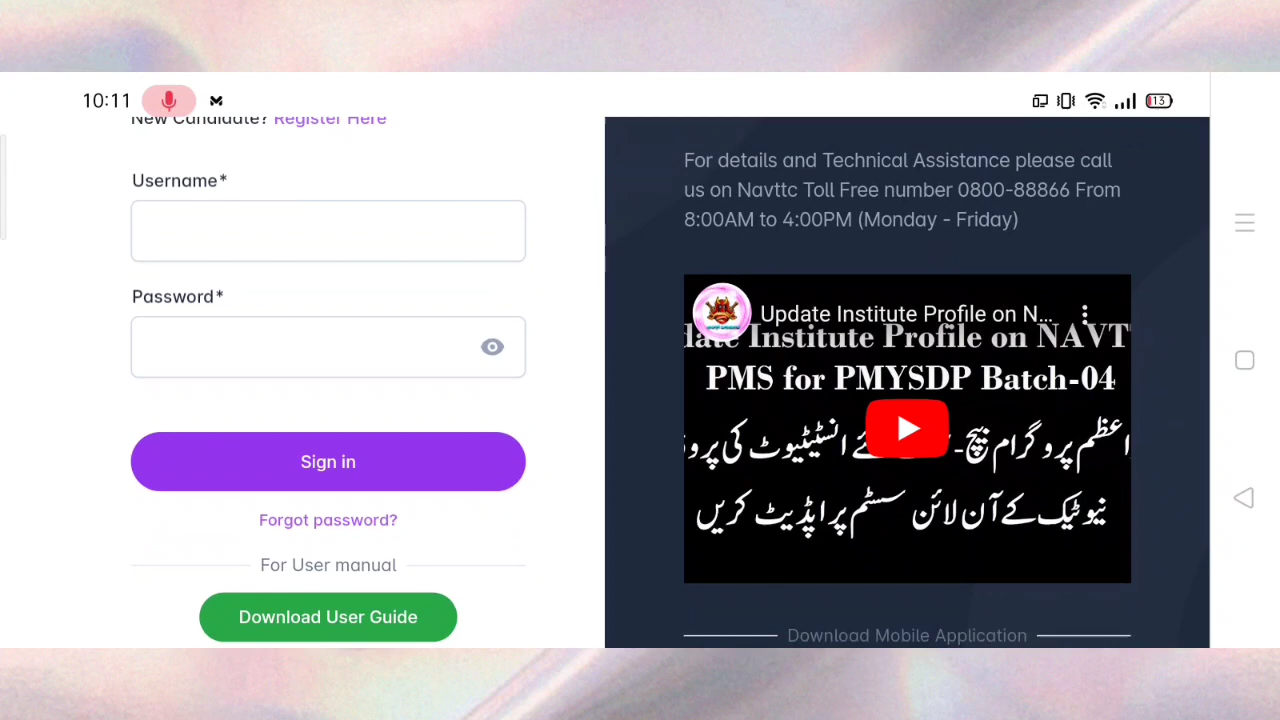 10:11
13
New Candidate? Register Here
Username*
Password*
Sign in
Forgot password?
For User manual
Download User Guide
For details and Technical Assistance please call
us on Navttc Toll Free number 0800-88866 From
8:00AM to 4:00PM (Monday - Friday)
Update Institute Profile on N...
Institute Profile on NAVT
PMS for PMYSDP Batch-04
اعظم پروگرام بیچ۔ ئے انسٹیٹیوٹ کی پرو
نیوٹیک کے آن لائن سسٹم پر اپڈیٹ کریں
Download Mobile Application